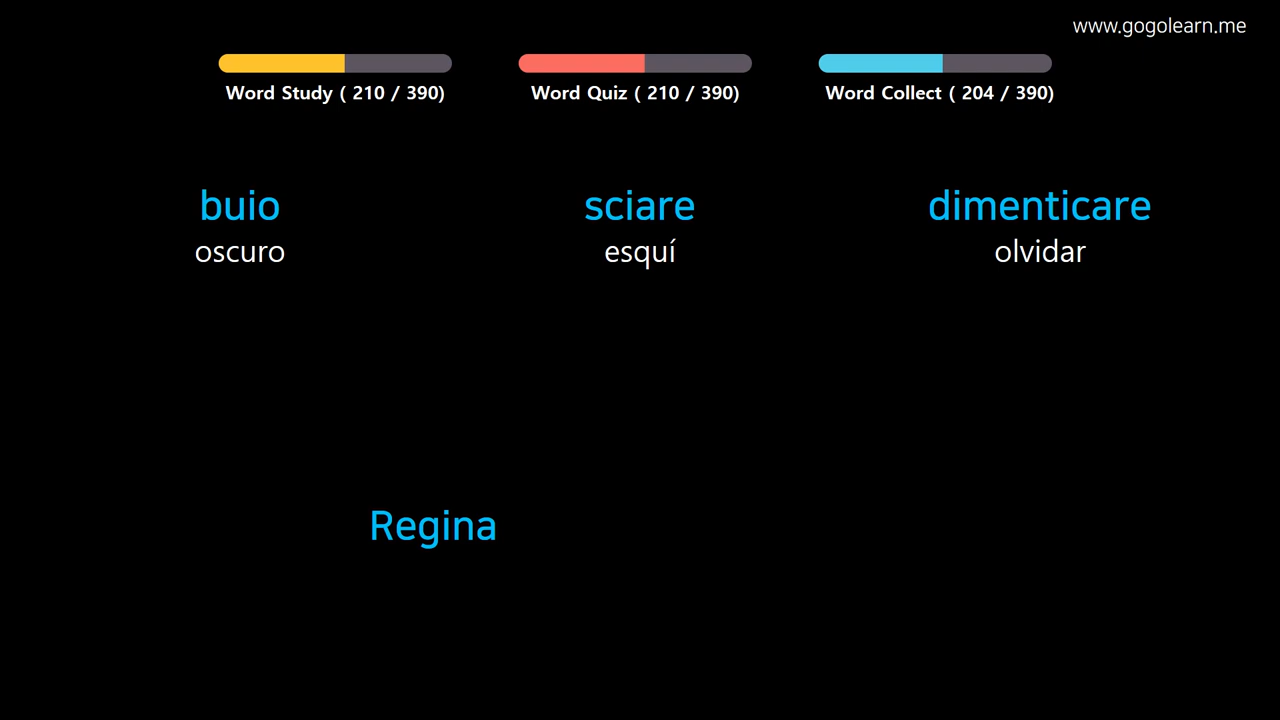 www.gogolearn.me
Word Study ( 210 / 390)
Word Quiz ( 210 / 390)
Word Collect ( 204 / 390)
buio
oscuro
sciare
esquí
dimenticare
olvidar
Regina